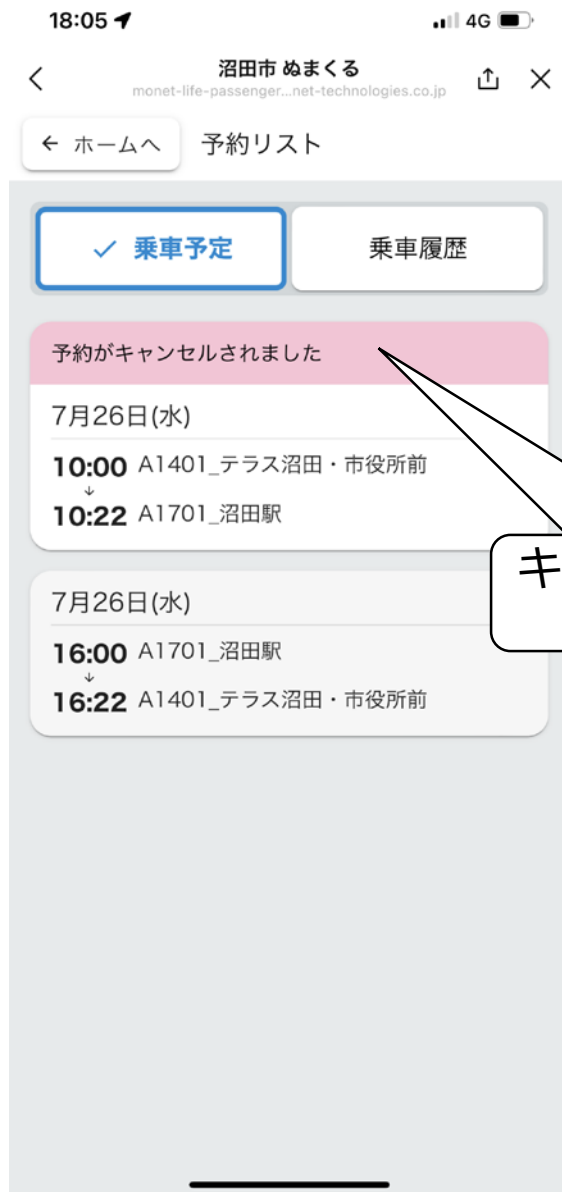 18:05
4G
沼田市 ぬまくる
monet-life-passenger...net-technologies.co.jp
← ホームへ 予約リスト
乗車予定 乗車履歴
予約がキャンセルされました
7月26日(水)
10:00 A1401_テラス沼田・市役所前
↓
10:22 A1701_沼田駅
キ
7月26日(水)
16:00 A1701_沼田駅
↓
16:22 A1401_テラス沼田・市役所前